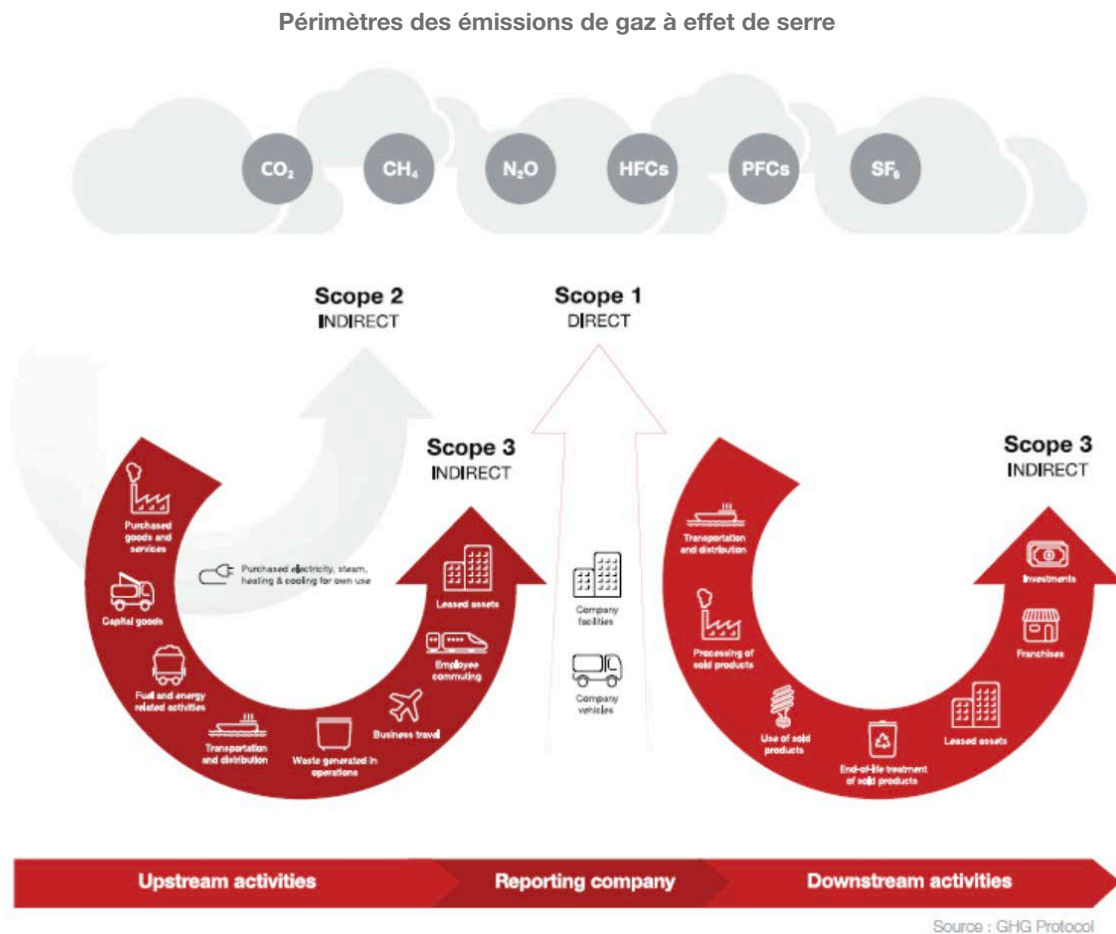 Périmètres des émissions de gaz à effet de serre
CO₂
CH₄
N₂O
HFCs
PFCs
SF₆
Scope 2
INDIRECT
Scope 1
DIRECT
Scope 3
INDIRECT
Scope 3
INDIRECT
Purchased
goods and
services
Capital goods
Fuel and energy
related activities
Transportation
and distribution
Waste generated in
operations
Business travel
Employee
commuting
Leased assets
Purchased electricity, steam,
heating & cooling for own use
Company
facilities
Company
vehicles
Transportation
and distribution
Processing of
sold products
Use of sold
products
End-of-life treatment
of sold products
Leased assets
Franchises
Investments
Upstream activities
Reporting company
Downstream activities
Source : GHG Protocol